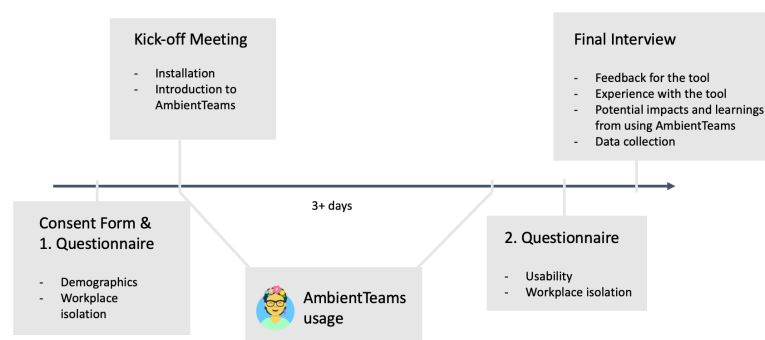 Kick-off Meeting
- Installation
- Introduction to
AmbientTeams
Final Interview
- Feedback for the tool
- Experience with the tool
- Potential impacts and learnings
from using AmbientTeams
- Data collection
3+ days
Consent Form &
1. Questionnaire
- Demographics
- Workplace
isolation
AmbientTeams
usage
2. Questionnaire
- Usability
- Workplace isolation